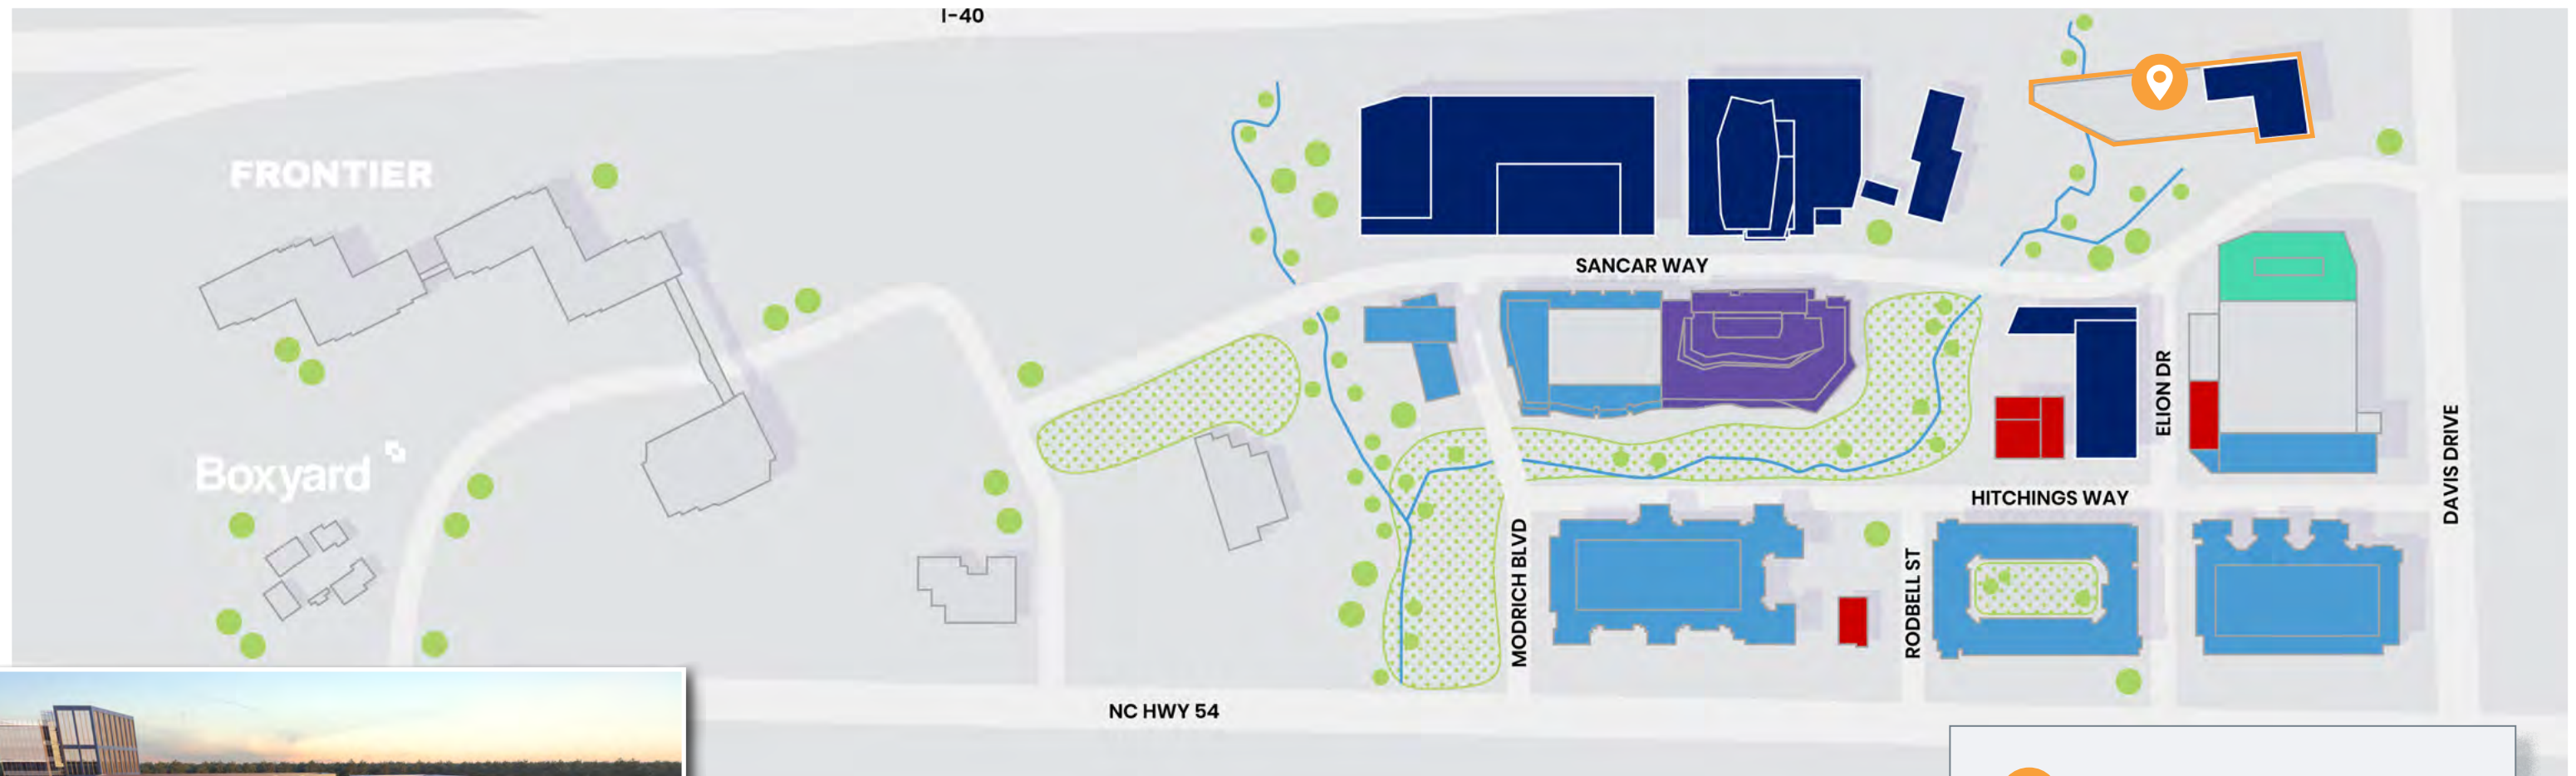 I-40
FRONTIER
SANCAR WAY
ELION DR
DAVIS DRIVE
Boxyard
HITCHINGS WAY
MODRICH BLVD
RODBELL ST
NC HWY 54